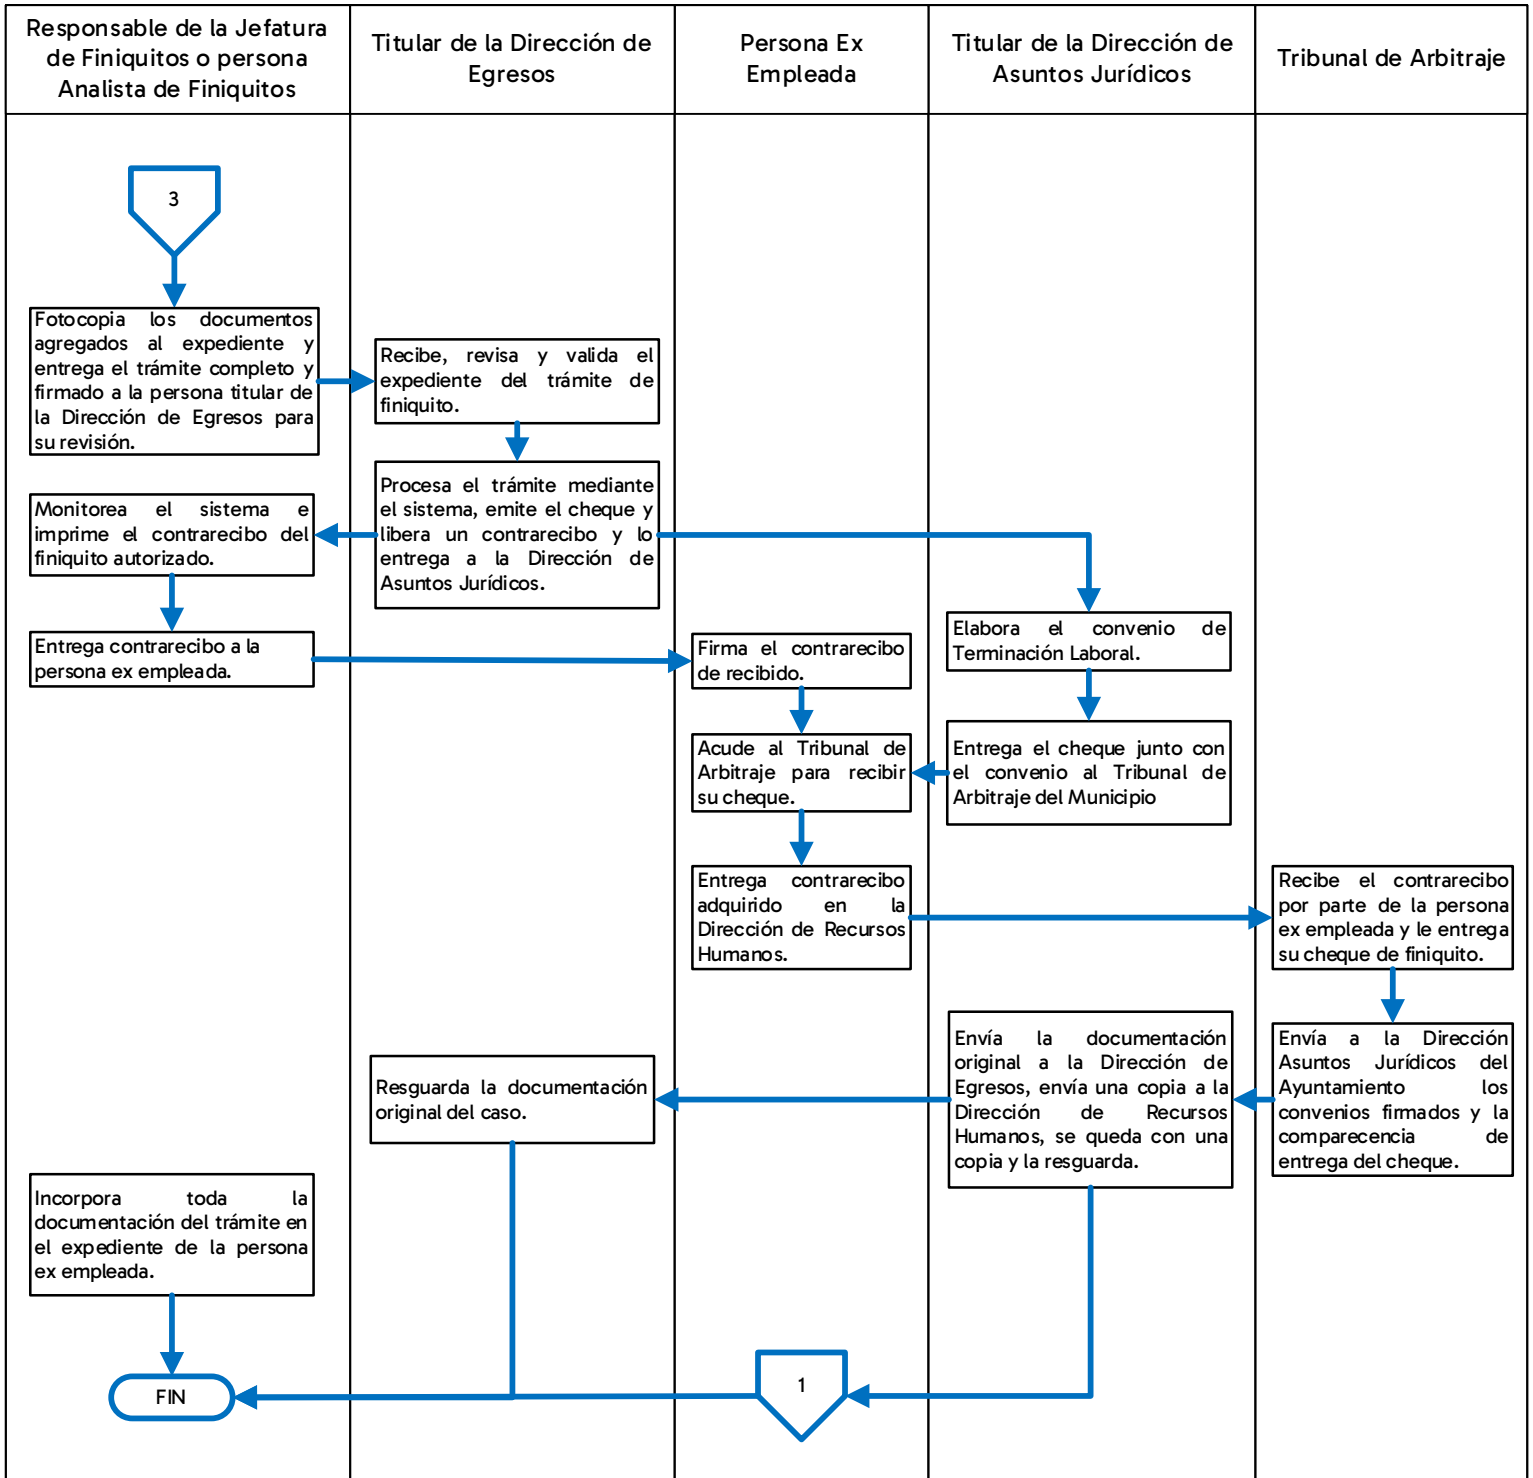 Responsable de la Jefatura
de Finiquitos o persona
Analista de Finiquitos
Titular de la Dirección de
Egresos
Persona Ex
Empleada
Titular de la Dirección de
Asuntos Jurídicos
Tribunal de Arbitraje
3
Fotocopia los documentos
agregados al expediente y
entrega el trámite completo y
firmado a la persona titular de
la Dirección de Egresos para
su revisión.
Recibe, revisa y valida el
expediente del trámite de
finiquito.
Procesa el trámite mediante
el sistema, emite el cheque y
libera un contrarecibo y lo
entrega a la Dirección de
Asuntos Jurídicos.
Monitorea el sistema e
imprime el contrarecibo del
finiquito autorizado.
Entrega contrarecibo a la
persona ex empleada.
Firma el contrarecibo
de recibido.
Elabora el convenio de
Terminación Laboral.
Acude al Tribunal de
Arbitraje para recibir
su cheque.
Entrega el cheque junto con
el convenio al Tribunal de
Arbitraje del Municipio
Entrega contrarecibo
adquirido en la
Dirección de Recursos
Humanos.
Recibe el contrarecibo
por parte de la persona
ex empleada y le entrega
su cheque de finiquito.
Envía a la Dirección
Asuntos Jurídicos del
Ayuntamiento los
convenios firmados y la
comparecencia de
entrega del cheque.
Envía la documentación
original a la Dirección de
Egresos, envía una copia a la
Dirección de Recursos
Humanos, se queda con una
copia y la resguarda.
Resguarda la documentación
original del caso.
Incorpora toda la
documentación del trámite en
el expediente de la persona
ex empleada.
1
FIN